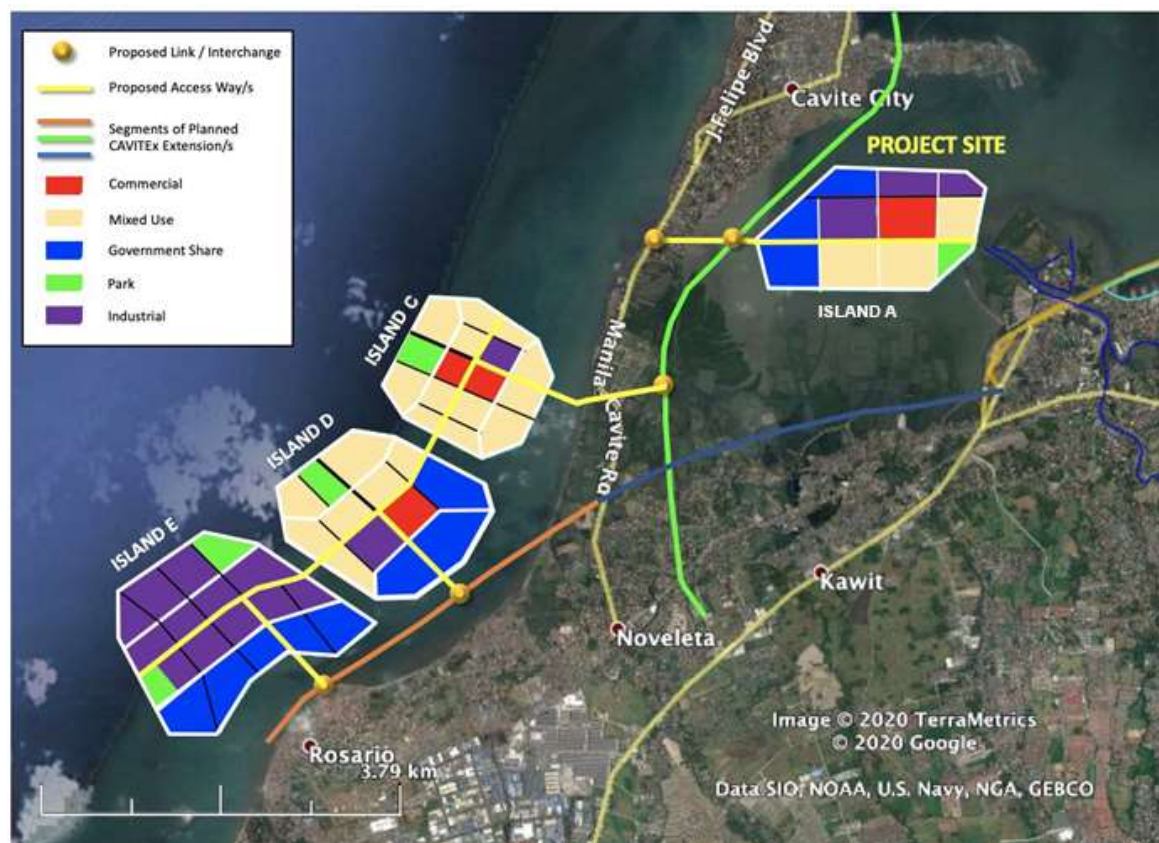 Proposed Link / Interchange
Proposed Access Way/s
Segments of Planned
CAVITEx Extension/s
Commercial
Mixed Use
Government Share
Park
Industrial
J.Felipe Blvd
Cavite City
PROJECT SITE
ISLAND A
ISLAND C
Manila-Cavite Rd
ISLAND D
ISLAND E
Kawit
Noveleta
Rosario
3.79 km
Image © 2020 TerraMetrics
© 2020 Google
Data SIO, NOAA, U.S. Navy, NGA, GEBCO